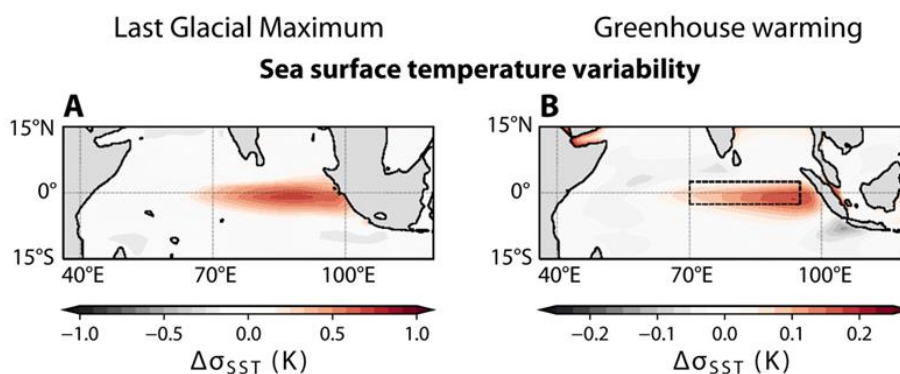 Last Glacial Maximum Greenhouse warming
Sea surface temperature variability
A B
15°N 15°N
0° 0°
15°S 15°S
40°E 70°E 100°E 40°E 70°E 100°E
−1.0 −0.5 0.0 0.5 1.0 −0.2 −0.1 0.0 0.1 0.2
ΔσSST (K) ΔσSST (K)